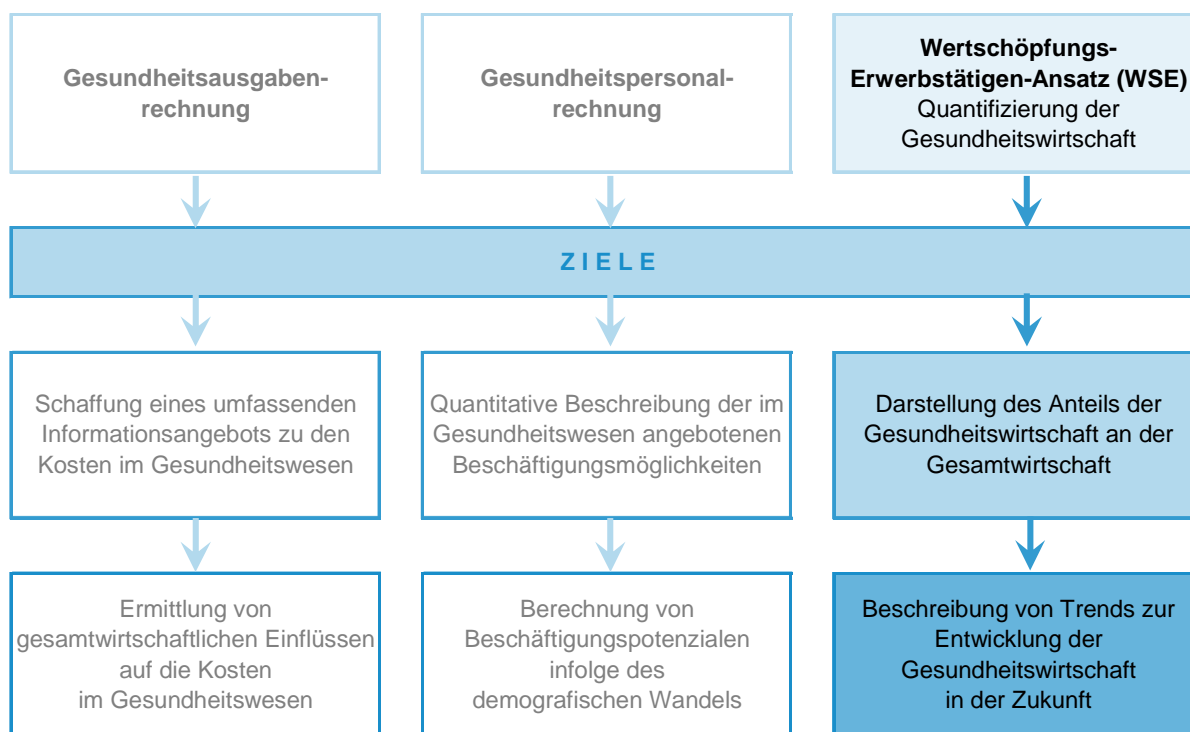 Gesundheitsausgaben-
rechnung
Gesundheitspersonal-
rechnung
Wertschöpfungs-
Erwerbstätigen-Ansatz (WSE)
Quantifizierung der
Gesundheitswirtschaft
Z I E L E
Schaffung eines umfassenden
Informationsangebots zu den
Kosten im Gesundheitswesen
Quantitative Beschreibung der im
Gesundheitswesen angebotenen
Beschäftigungsmöglichkeiten
Darstellung des Anteils der
Gesundheitswirtschaft an der
Gesamtwirtschaft
Ermittlung von
gesamtwirtschaftlichen Einflüssen
auf die Kosten
im Gesundheitswesen
Berechnung von
Beschäftigungspotenzialen
infolge des
demografischen Wandels
Beschreibung von Trends zur
Entwicklung der
Gesundheitswirtschaft
in der Zukunft